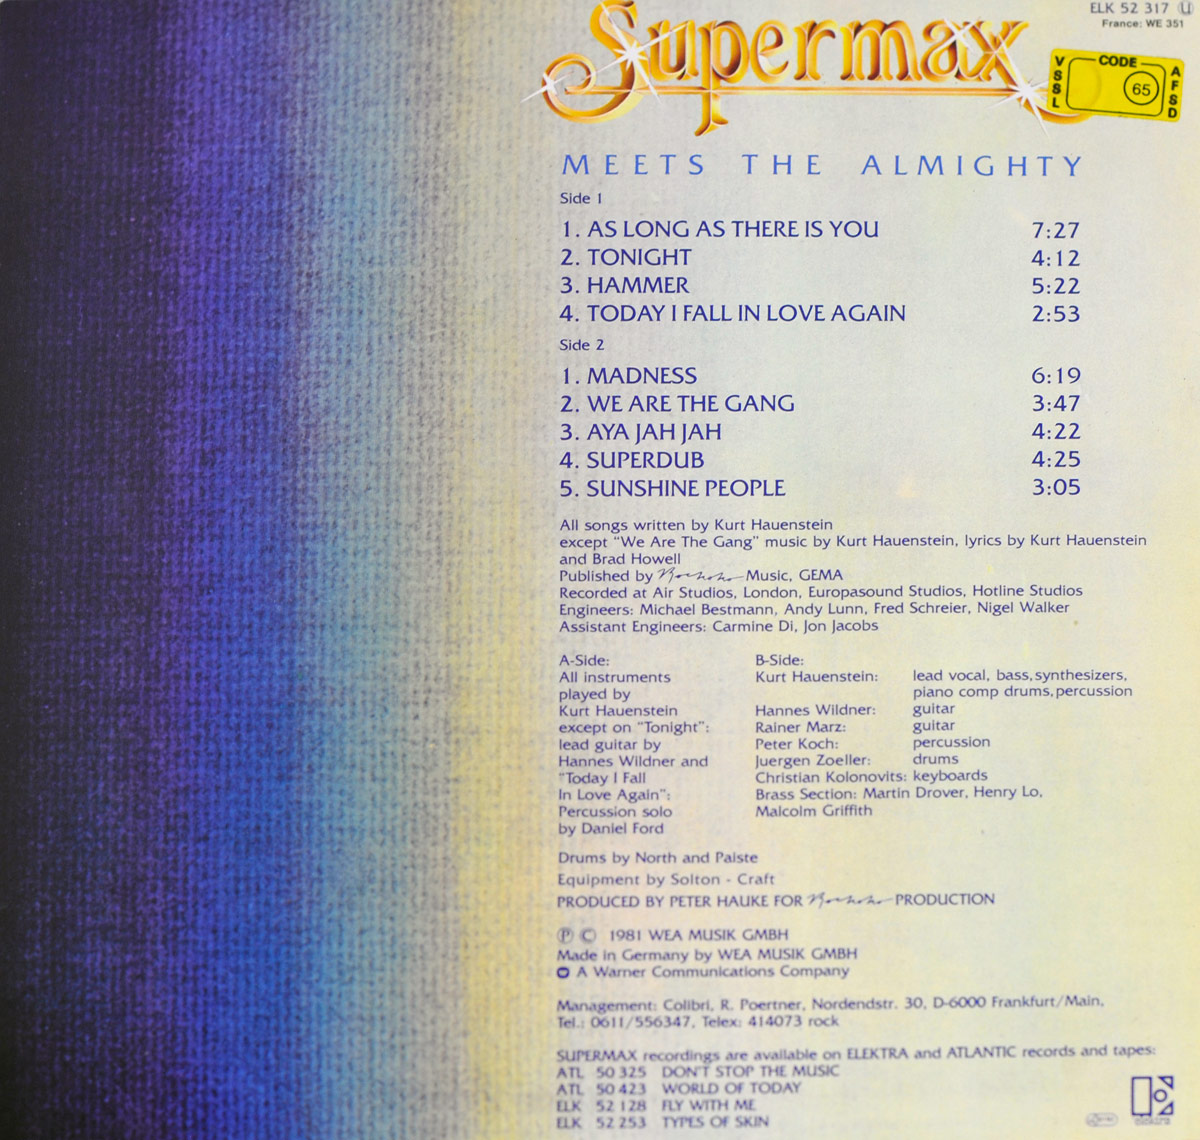 ELK 52 317 U
France: WE 351
Supermax
VSSL CODE 65 AFSD
MEETS THE ALMIGHTY
Side 1
1. AS LONG AS THERE IS YOU 7:27
2. TONIGHT 4:12
3. HAMMER 5:22
4. TODAY I FALL IN LOVE AGAIN 2:53
Side 2
1. MADNESS 6:19
2. WE ARE THE GANG 3:47
3. AYA JAH JAH 4:22
4. SUPERDUB 4:25
5. SUNSHINE PEOPLE 3:05
All songs written by Kurt Hauenstein
except “We Are The Gang” music by Kurt Hauenstein, lyrics by Kurt Hauenstein
and Brad Howell
Published by Music, GEMA
Recorded at Air Studios, London, Europasound Studios, Hotline Studios
Engineers: Michael Bestmann, Andy Lunn, Fred Schreier, Nigel Walker
Assistant Engineers: Carmine Di, Jon Jacobs
A-Side:
All instruments
played by
Kurt Hauenstein
except on “Tonight”:
lead guitar by
Hannes Wildner and
“Today I Fall
In Love Again”:
Percussion solo
by Daniel Ford
B-Side:
Kurt Hauenstein: lead vocal, bass, synthesizers,
piano comp drums, percussion
Hannes Wildner: guitar
Rainer Marz: guitar
Peter Koch: percussion
Juergen Zoeller: drums
Christian Kolonovits: keyboards
Brass Section: Martin Drover, Henry Lo,
Malcolm Griffith
Drums by North and Paiste
Equipment by Solton - Craft
PRODUCED BY PETER HAUKE FOR PRODUCTION
Ⓟ © 1981 WEA MUSIK GMBH
Made in Germany by WEA MUSIK GMBH
A Warner Communications Company
Management: Colibri, R. Poertner, Nordendstr. 30, D-6000 Frankfurt/Main,
Tel.: 0611/556347, Telex: 414073 rock
SUPERMAX recordings are available on ELEKTRA and ATLANTIC records and tapes:
ATL 50 325 DON'T STOP THE MUSIC
ATL 50 423 WORLD OF TODAY
ELK 52 128 FLY WITH ME
ELK 52 253 TYPES OF SKIN
elektra